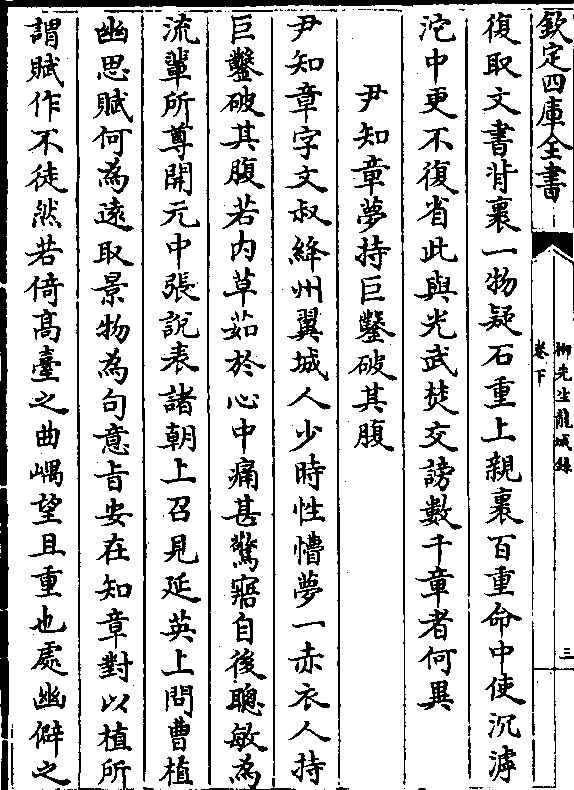 欽定四庫全書
柳先生龍城錄
卷下
三
復取文書背裹一物疑石重上親裹百重命中使沉滹
沱中更不復省此與光武焚交謗數千章者何異
尹知章夢持巨鑿破其腹
尹知章字文叔絳州翼城人少時性懵夢一赤衣人持
巨鑿破其腹若内草茹於心中痛甚驚寤自後聰敏為
流輩所尊開元中張說表諸朝上召見延英上問曹植
幽思賦何為遠取景物為句意旨安在知章對以植所
謂賦作不徒然若倚髙臺之曲嵎望且重也處幽僻之